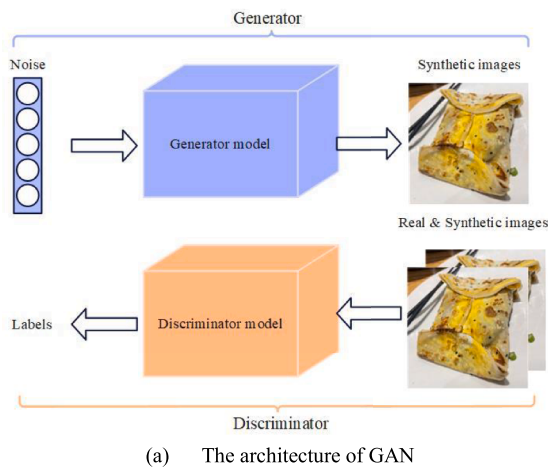 Generator
Noise
Synthetic images
Generator model
Real & Synthetic images
Labels
Discriminator model
Discriminator
(a) The architecture of GAN